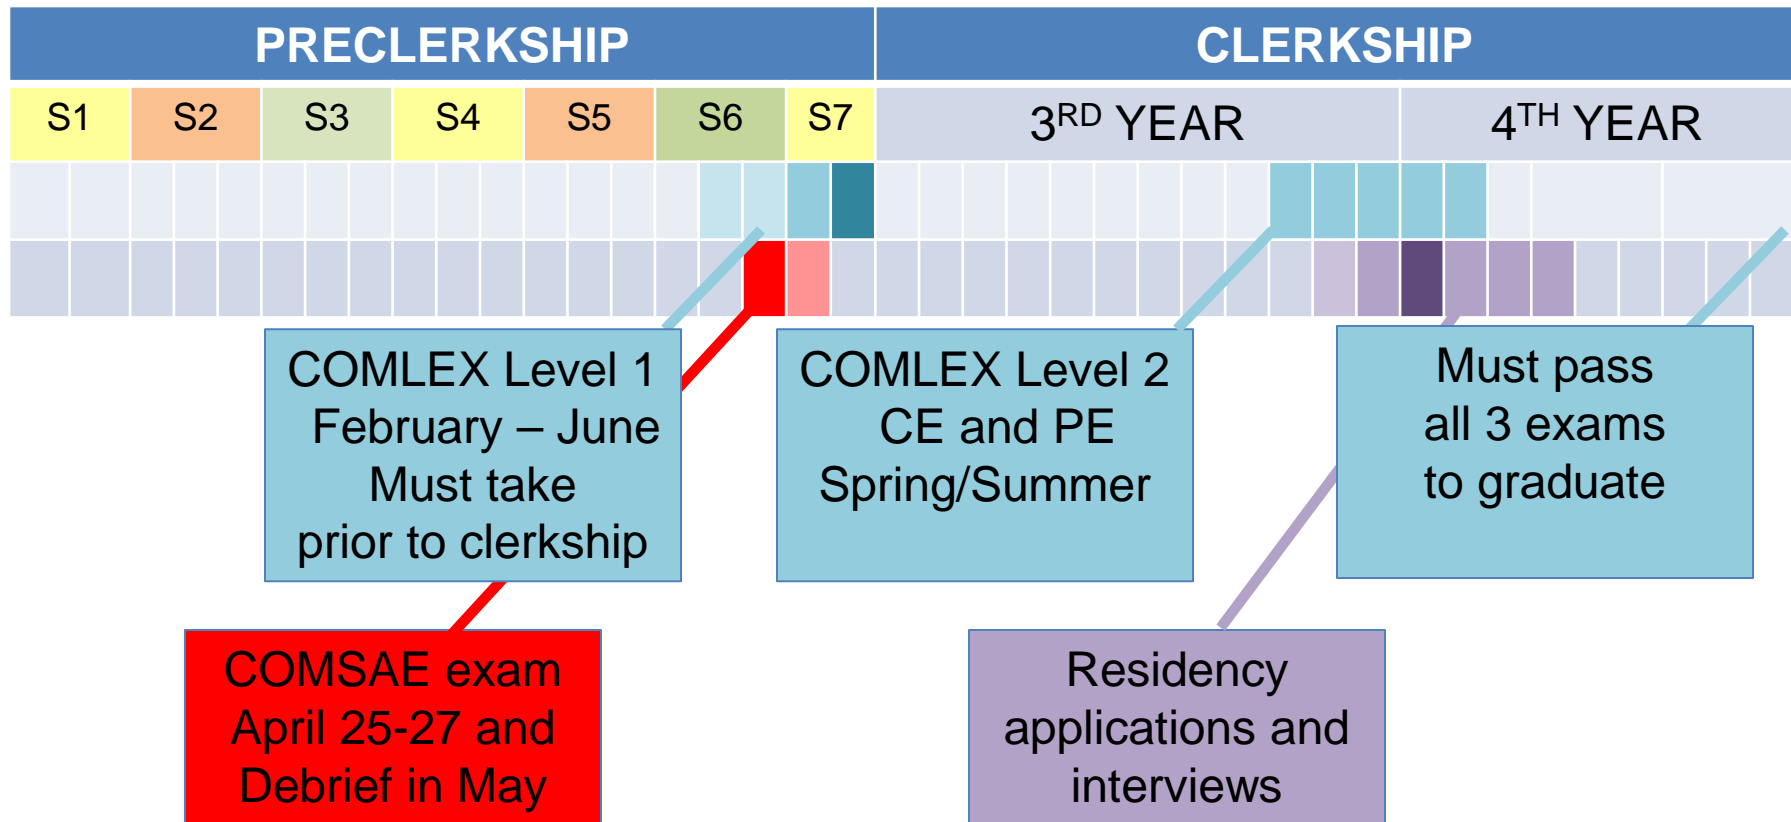 PRECLERKSHIP
CLERKSHIP
S1
S2
S3
S4
S5
S6
S7
3RD YEAR
4TH YEAR
COMLEX Level 1
February – June
Must take
prior to clerkship
COMLEX Level 2
CE and PE
Spring/Summer
Must pass
all 3 exams
to graduate
COMSAE exam
April 25-27 and
Debrief in May
Residency
applications and
interviews